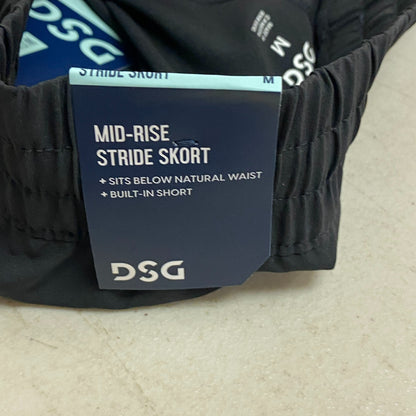 DSG
M
DSG
STRIDE SKORT M
MID-RISE
STRIDE SKORT
+ SITS BELOW NATURAL WAIST
+ BUILT-IN SHORT
DSG